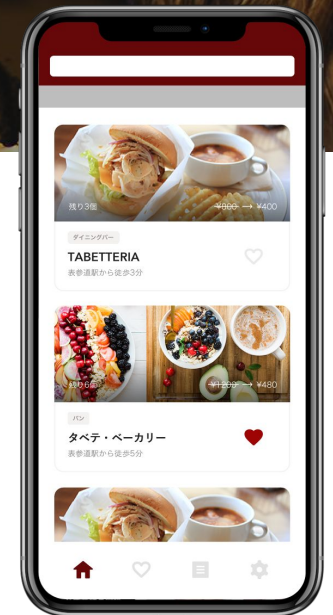 残り3個
¥800 → ¥400
ダイニングバー
TABETTERIA
表参道駅から徒歩3分
残り6個
¥1200 → ¥480
パン
タベテ・ベーカリー
表参道駅から徒歩5分